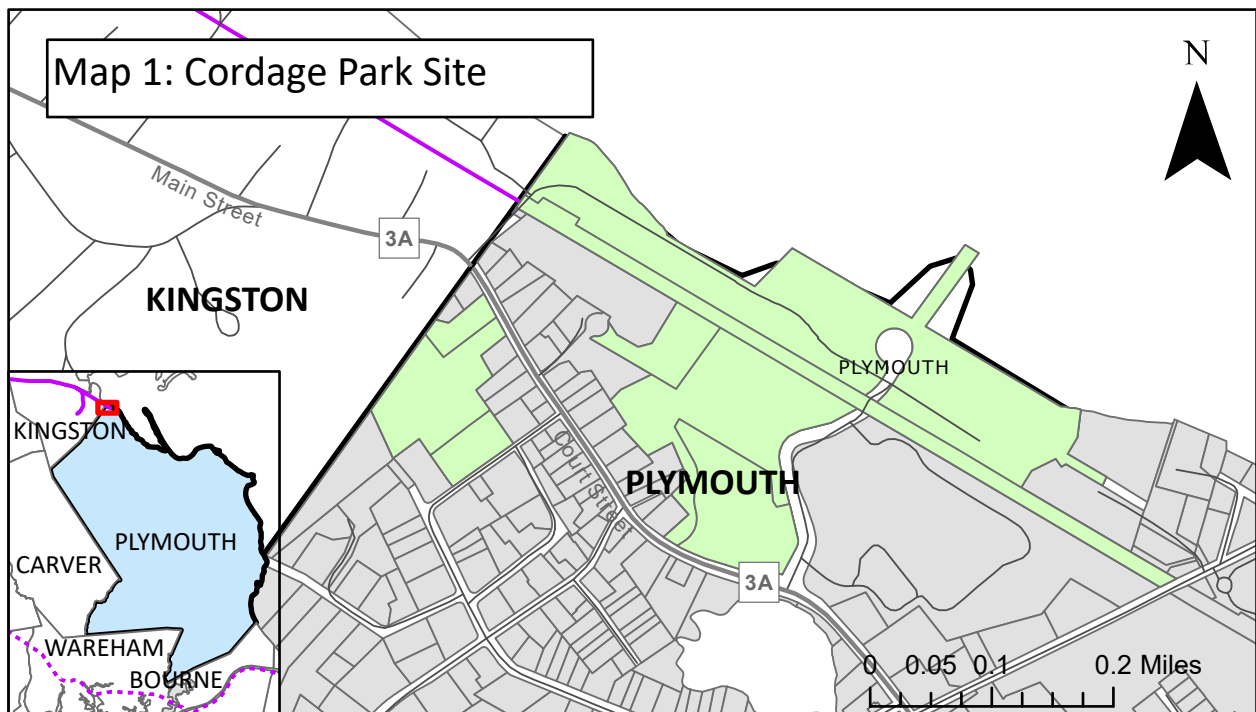 Map 1: Cordage Park Site
N
Main Street
3A
KINGSTON
PLYMOUTH
PLYMOUTH
Court Street
3A
KINGSTON
PLYMOUTH
CARVER
WAREHAM
BOURNE
0 0.05 0.1 0.2 Miles